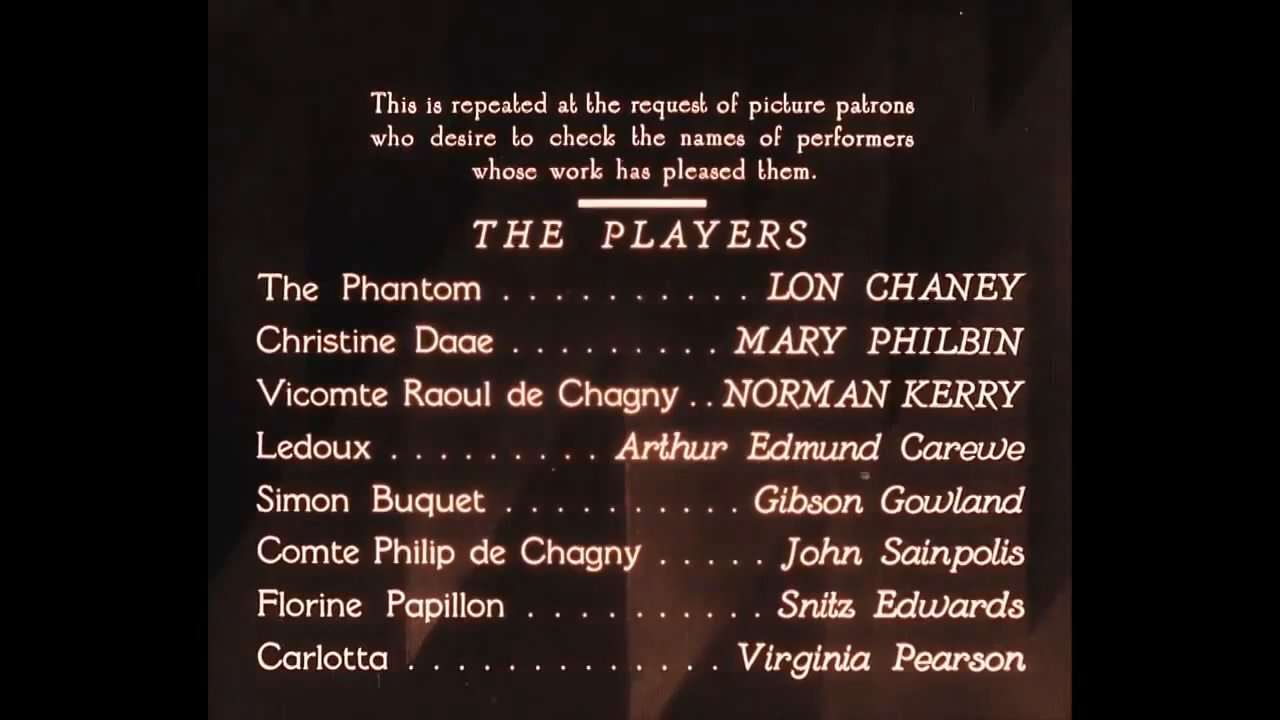 This is repeated at the request of picture patrons
who desire to check the names of performers
whose work has pleased them.
THE PLAYERS
The Phantom . . . . . . . . . . LON CHANEY
Christine Daae . . . . . . . . . MARY PHILBIN
Vicomte Raoul de Chagny . . NORMAN KERRY
Ledoux . . . . . . . . . Arthur Edmund Carewe
Simon Buquet . . . . . . . . . . Gibson Gowland
Comte Philip de Chagny . . . . . John Sainpolis
Florine Papillon . . . . . . . . . . Snitz Edwards
Carlotta . . . . . . . . . . . . . Virginia Pearson